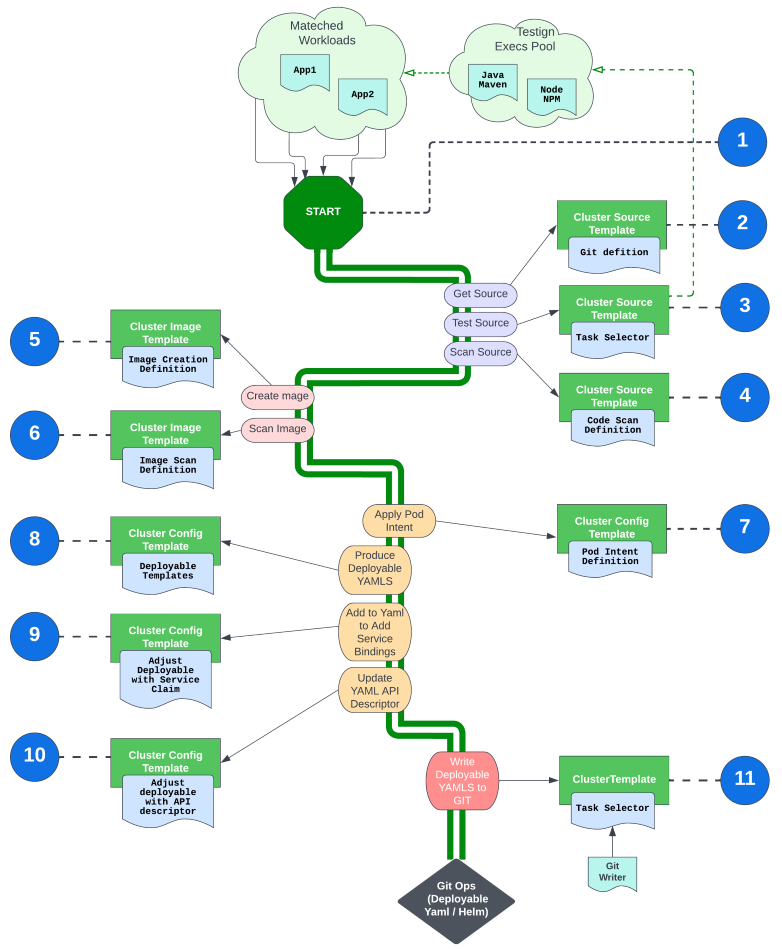 Mateched
Workloads
App1
App2
Testign
Execs Pool
Java
Maven
Node
NPM
1
START
Cluster Source
Template
Git defition
2
Get Source
Test Source
Scan Source
Cluster Source
Template
Task Selector
3
Cluster Source
Template
Code Scan
Definition
4
5
Cluster Image
Template
Image Creation
Definition
Create mage
Scan Image
6
Cluster Image
Template
Image Scan
Definition
Apply Pod
Intent
Cluster Config
Template
Pod Intent
Definition
7
8
Cluster Config
Template
Deployable
Templates
Produce
Deployable
YAMLS
9
Cluster Config
Template
Adjust
Deployable
with Service
Claim
Add to Yaml
to Add
Service
Bindings
Update
YAML API
Descriptor
10
Cluster Config
Template
Adjust
deployable
with API
descriptor
Write
Deployable
YAMLS to
GIT
ClusterTemplate
Task Selector
11
Git
Writer
Git Ops
(Deployable
Yaml / Helm)